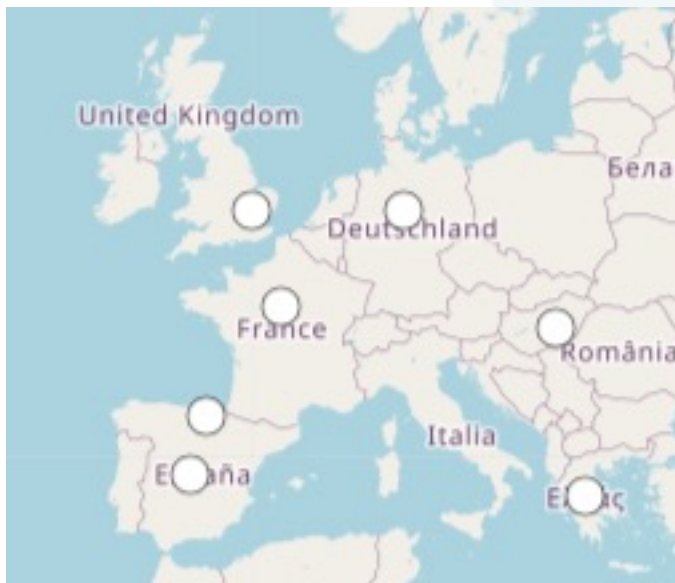 United Kingdom
Бела
Deutschland
France
România
Italia